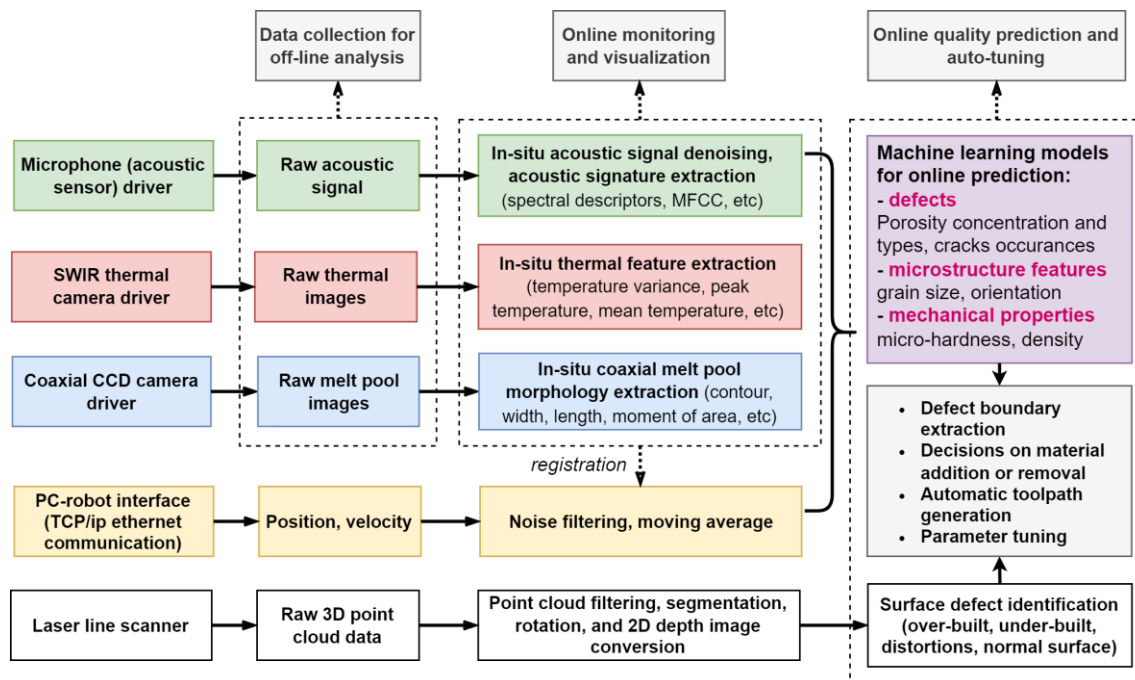 Data collection for
off-line analysis
Online monitoring
and visualization
Online quality prediction and
auto-tuning
Microphone (acoustic
sensor) driver
Raw acoustic
signal
In-situ acoustic signal denoising,
acoustic signature extraction
(spectral descriptors, MFCC, etc)
Machine learning models
for online prediction:
- defects
Porosity concentration and
types, cracks occurances
- microstructure features
grain size, orientation
- mechanical properties
micro-hardness, density
SWIR thermal
camera driver
Raw thermal
images
In-situ thermal feature extraction
(temperature variance, peak
temperature, mean temperature, etc)
Coaxial CCD camera
driver
Raw melt pool
images
In-situ coaxial melt pool
morphology extraction (contour,
width, length, moment of area, etc)
registration
• Defect boundary
extraction
• Decisions on material
addition or removal
• Automatic toolpath
generation
• Parameter tuning
PC-robot interface
(TCP/ip ethernet
communication)
Position, velocity
Noise filtering, moving average
Laser line scanner
Raw 3D point
cloud data
Point cloud filtering, segmentation,
rotation, and 2D depth image
conversion
Surface defect identification
(over-built, under-built,
distortions, normal surface)